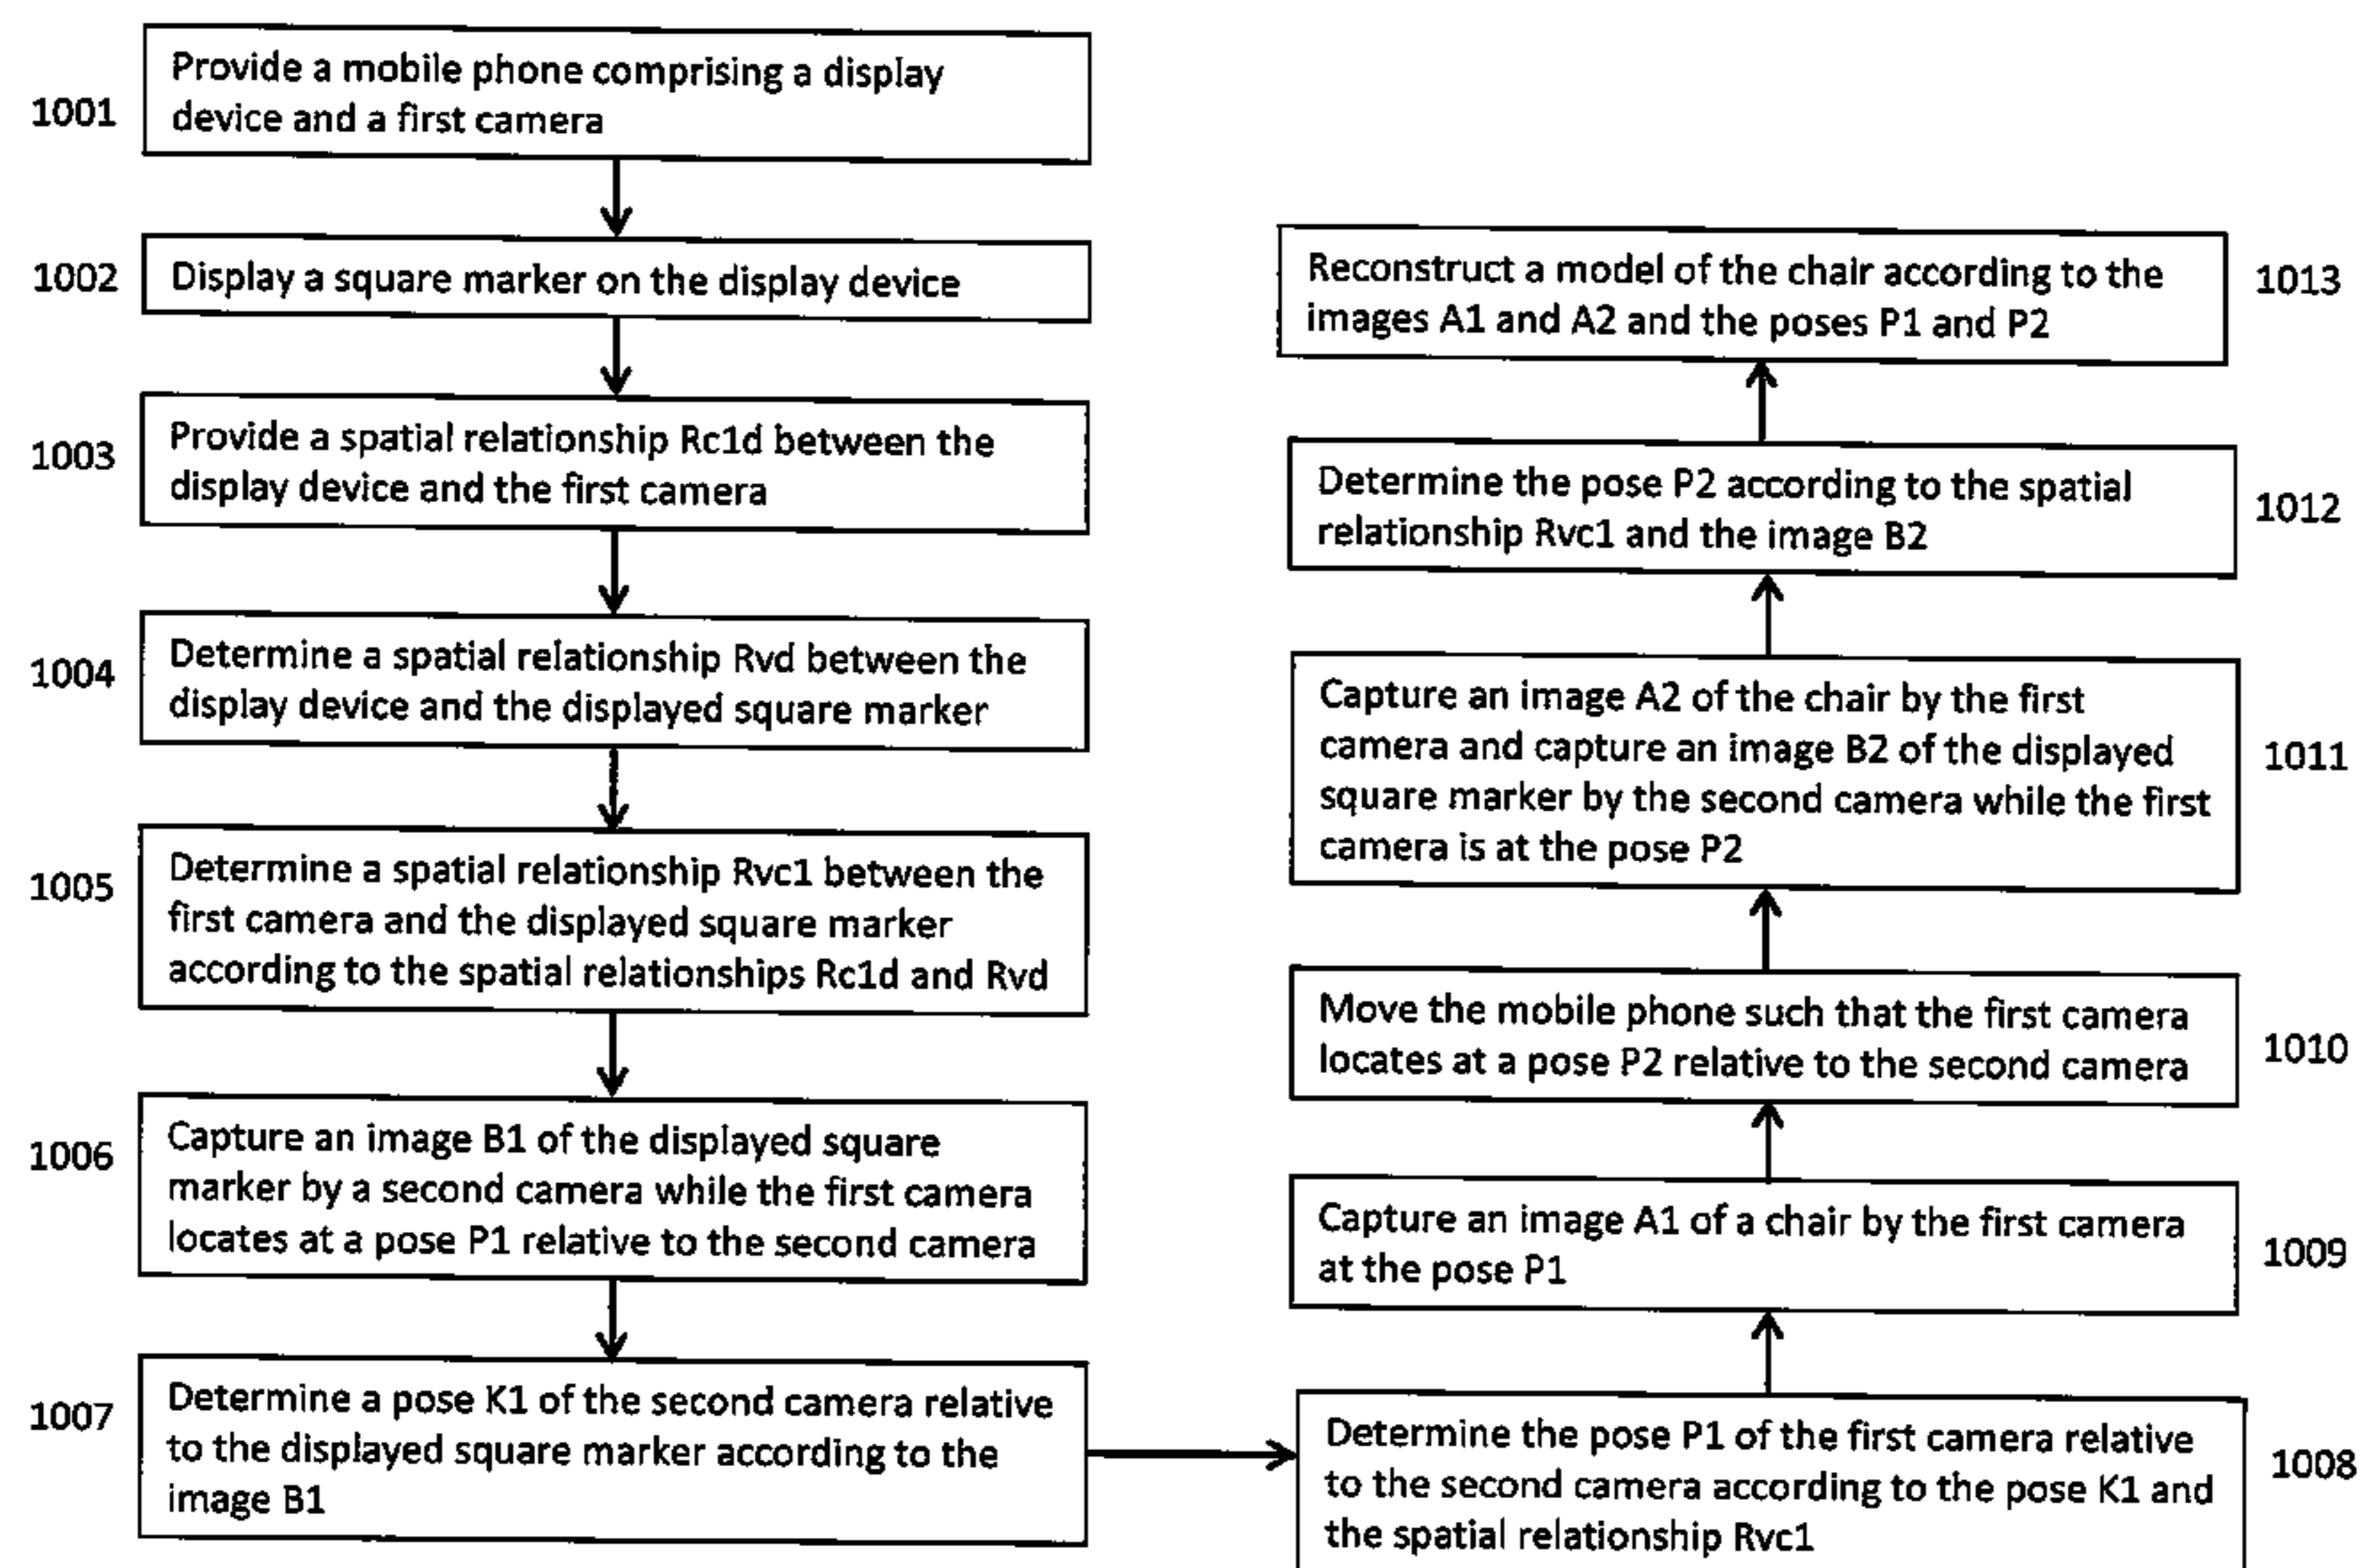 1001
Provide a mobile phone comprising a display
device and a first camera
1002
Display a square marker on the display device
1003
Provide a spatial relationship Rc1d between the
display device and the first camera
1004
Determine a spatial relationship Rvd between the
display device and the displayed square marker
1005
Determine a spatial relationship Rvc1 between the
first camera and the displayed square marker
according to the spatial relationships Rc1d and Rvd
1006
Capture an image B1 of the displayed square
marker by a second camera while the first camera
locates at a pose P1 relative to the second camera
1007
Determine a pose K1 of the second camera relative
to the displayed square marker according to the
image B1
Determine the pose P1 of the first camera relative
to the second camera according to the pose K1 and
the spatial relationship Rvc1
1008
Capture an image A1 of a chair by the first camera
at the pose P1
1009
Move the mobile phone such that the first camera
locates at a pose P2 relative to the second camera
1010
Capture an image A2 of the chair by the first
camera and capture an image B2 of the displayed
square marker by the second camera while the first
camera is at the pose P2
1011
Determine the pose P2 according to the spatial
relationship Rvc1 and the image B2
1012
Reconstruct a model of the chair according to the
images A1 and A2 and the poses P1 and P2
1013